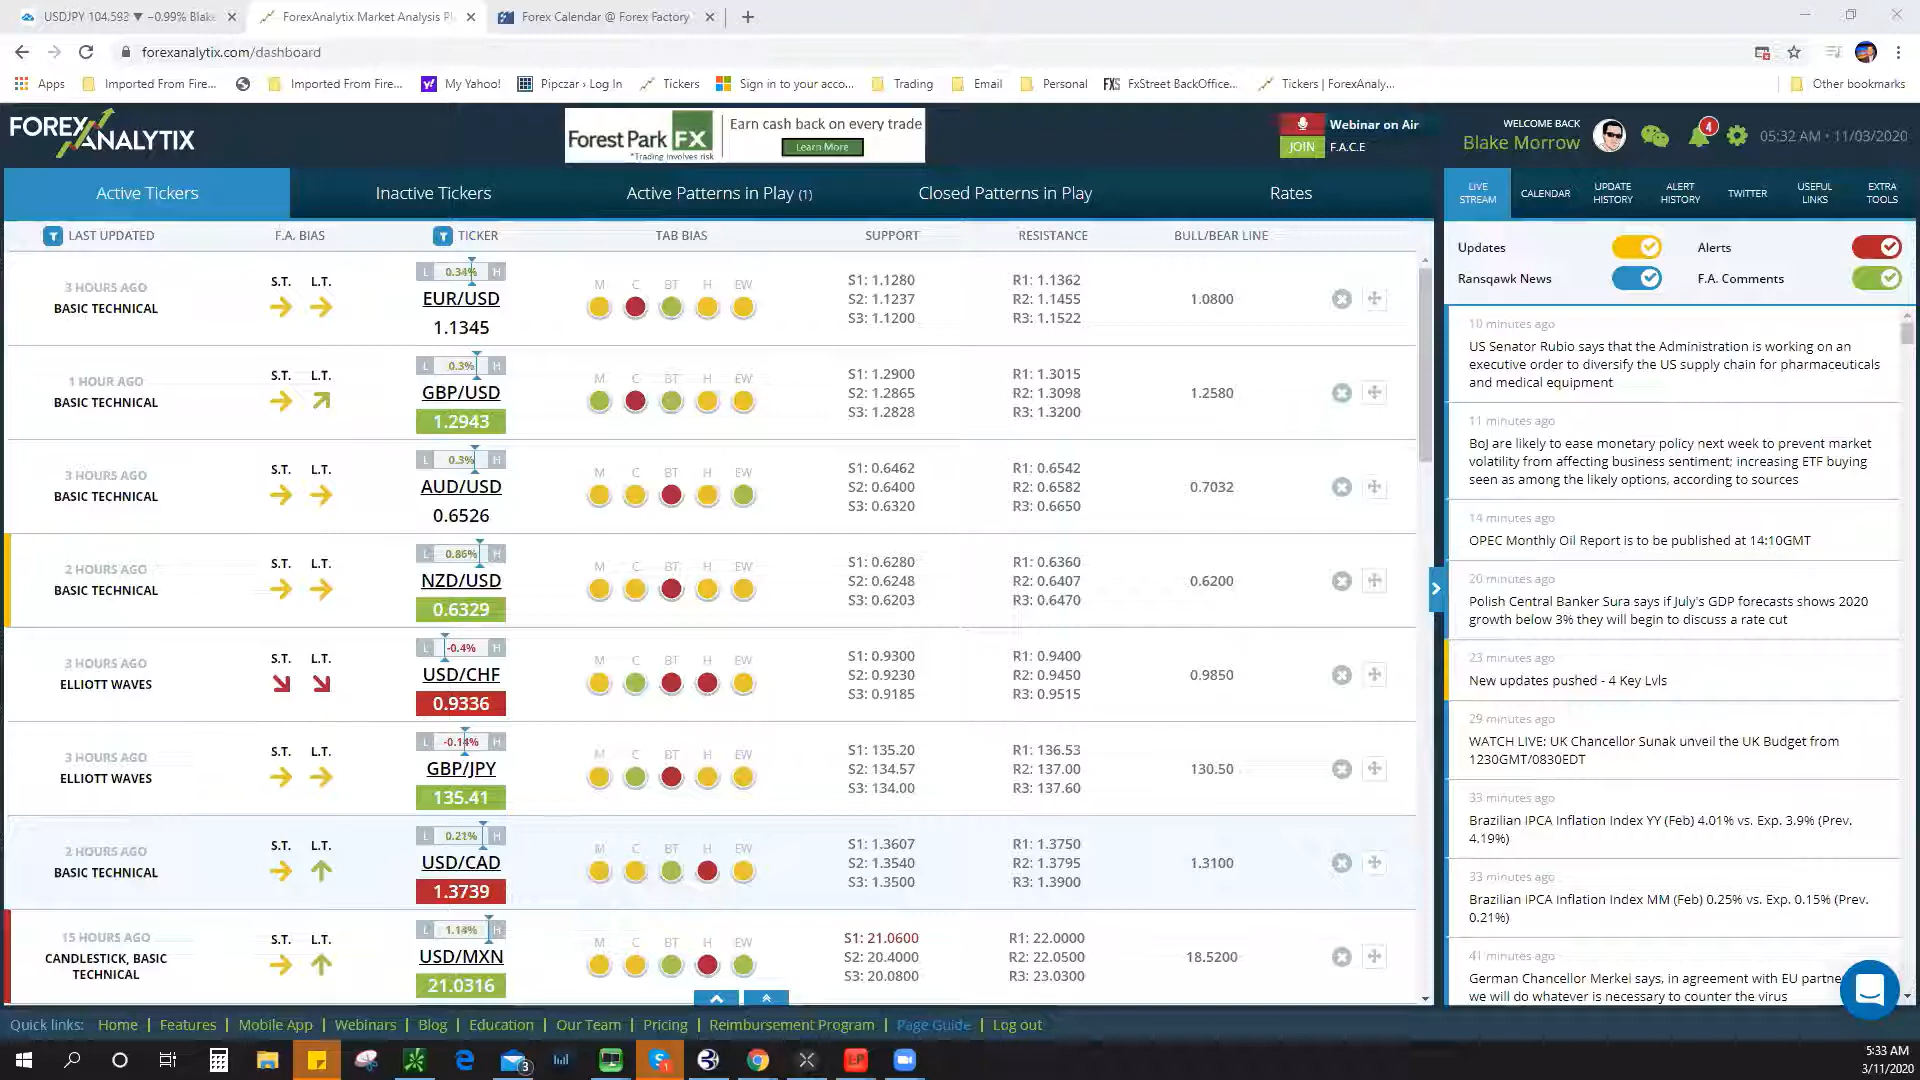 USDJPY 104.592 ▼ −0.99% Blake
ForexAnalytix Market Analysis Pl
Forex Calendar @ Forex Factory
forexanalytix.com/dashboard
Apps
Imported From Fire...
Imported From Fire...
My Yahoo!
Pipczar › Log In
Tickers
Sign in to your acco...
Trading
Email
Personal
FXS FxStreet BackOffice...
Tickers | ForexAnaly...
Other bookmarks
FOREX ANALYTIX
Forest Park FX
*Trading involves risk
Earn cash back on every trade
Learn More
Webinar on Air
JOIN F.A.C.E
WELCOME BACK
Blake Morrow
4
05:32 AM • 11/03/2020
Active Tickers
Inactive Tickers
Active Patterns in Play (1)
Closed Patterns in Play
Rates
LAST UPDATED
F.A. BIAS
TICKER
TAB BIAS
SUPPORT
RESISTANCE
BULL/BEAR LINE
3 HOURS AGO
BASIC TECHNICAL
S.T. L.T.
L 0.34% H
EUR/USD
1.1345
M C BT H EW
S1: 1.1280
S2: 1.1237
S3: 1.1200
R1: 1.1362
R2: 1.1455
R3: 1.1522
1.0800
1 HOUR AGO
BASIC TECHNICAL
S.T. L.T.
L 0.3% H
GBP/USD
1.2943
M C BT H EW
S1: 1.2900
S2: 1.2865
S3: 1.2828
R1: 1.3015
R2: 1.3098
R3: 1.3200
1.2580
3 HOURS AGO
BASIC TECHNICAL
S.T. L.T.
L 0.3% H
AUD/USD
0.6526
M C BT H EW
S1: 0.6462
S2: 0.6400
S3: 0.6320
R1: 0.6542
R2: 0.6582
R3: 0.6650
0.7032
2 HOURS AGO
BASIC TECHNICAL
S.T. L.T.
L 0.86% H
NZD/USD
0.6329
M C BT H EW
S1: 0.6280
S2: 0.6248
S3: 0.6203
R1: 0.6360
R2: 0.6407
R3: 0.6470
0.6200
3 HOURS AGO
ELLIOTT WAVES
S.T. L.T.
L -0.4% H
USD/CHF
0.9336
M C BT H EW
S1: 0.9300
S2: 0.9230
S3: 0.9185
R1: 0.9400
R2: 0.9450
R3: 0.9515
0.9850
3 HOURS AGO
ELLIOTT WAVES
S.T. L.T.
L -0.14% H
GBP/JPY
135.41
M C BT H EW
S1: 135.20
S2: 134.57
S3: 134.00
R1: 136.53
R2: 137.00
R3: 137.60
130.50
2 HOURS AGO
BASIC TECHNICAL
S.T. L.T.
L 0.21% H
USD/CAD
1.3739
M C BT H EW
S1: 1.3607
S2: 1.3540
S3: 1.3500
R1: 1.3750
R2: 1.3795
R3: 1.3900
1.3100
15 HOURS AGO
CANDLESTICK, BASIC
TECHNICAL
S.T. L.T.
L 1.14% H
USD/MXN
21.0316
M C BT H EW
S1: 21.0600
S2: 20.4000
S3: 20.0800
R1: 22.0000
R2: 22.0500
R3: 23.0300
18.5200
LIVE STREAM
CALENDAR
UPDATE HISTORY
ALERT HISTORY
TWITTER
USEFUL LINKS
EXTRA TOOLS
Updates
Alerts
Ransqawk News
F.A. Comments
10 minutes ago
US Senator Rubio says that the Administration is working on an
executive order to diversify the US supply chain for pharmaceuticals
and medical equipment
11 minutes ago
BoJ are likely to ease monetary policy next week to prevent market
volatility from affecting business sentiment; increasing ETF buying
seen as among the likely options, according to sources
14 minutes ago
OPEC Monthly Oil Report is to be published at 14:10GMT
20 minutes ago
Polish Central Banker Sura says if July's GDP forecasts shows 2020
growth below 3% they will begin to discuss a rate cut
23 minutes ago
New updates pushed - 4 Key Lvls
29 minutes ago
WATCH LIVE: UK Chancellor Sunak unveil the UK Budget from
1230GMT/0830EDT
33 minutes ago
Brazilian IPCA Inflation Index YY (Feb) 4.01% vs. Exp. 3.9% (Prev.
4.19%)
33 minutes ago
Brazilian IPCA Inflation Index MM (Feb) 0.25% vs. Exp. 0.15% (Prev.
0.21%)
41 minutes ago
German Chancellor Merkel says, in agreement with EU partne
we will do whatever is necessary to counter the virus
Quick links: Home | Features | Mobile App | Webinars | Blog | Education | Our Team | Pricing | Reimbursement Program | Page Guide | Log out
3
1
5:33 AM
3/11/2020